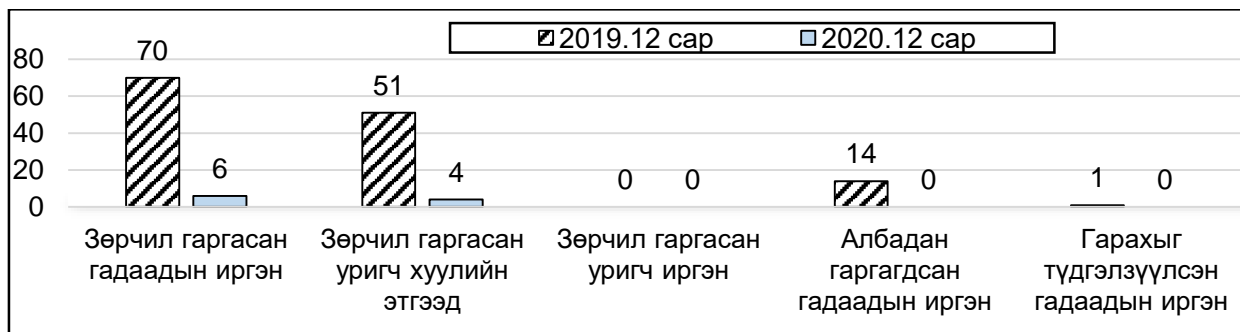 2019.12 сар 2020.12 сар
80
60
40
20
0
70 6 51 4 0 0 14 0 1 0
Зөрчил гаргасан
гадаадын иргэн
Зөрчил гаргасан
уригч хуулийн
этгээд
Зөрчил гаргасан
уригч иргэн
Албадан
гаргагдсан
гадаадын иргэн
Гарахыг
түдгэлзүүлсэн
гадаадын иргэн